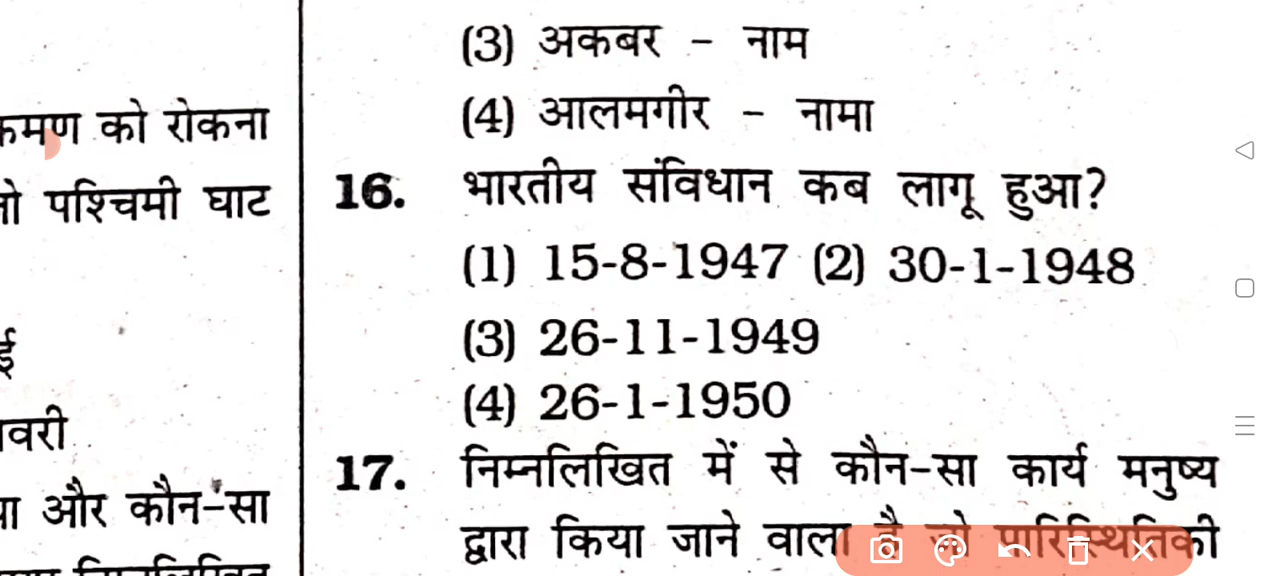 को रोकना
पश्चिमी घाट
और कौन-सा
(3) अकबर - नाम
(4) आलमगीर - नामा
16. भारतीय संविधान कब लागू हुआ?
(1) 15-8-1947 (2) 30-1-1948
(3) 26-11-1949
(4) 26-1-1950
17. निम्नलिखित में से कौन-सा कार्य मनुष्य
द्वारा किया जाने वाला है जो पारिस्थितिकी